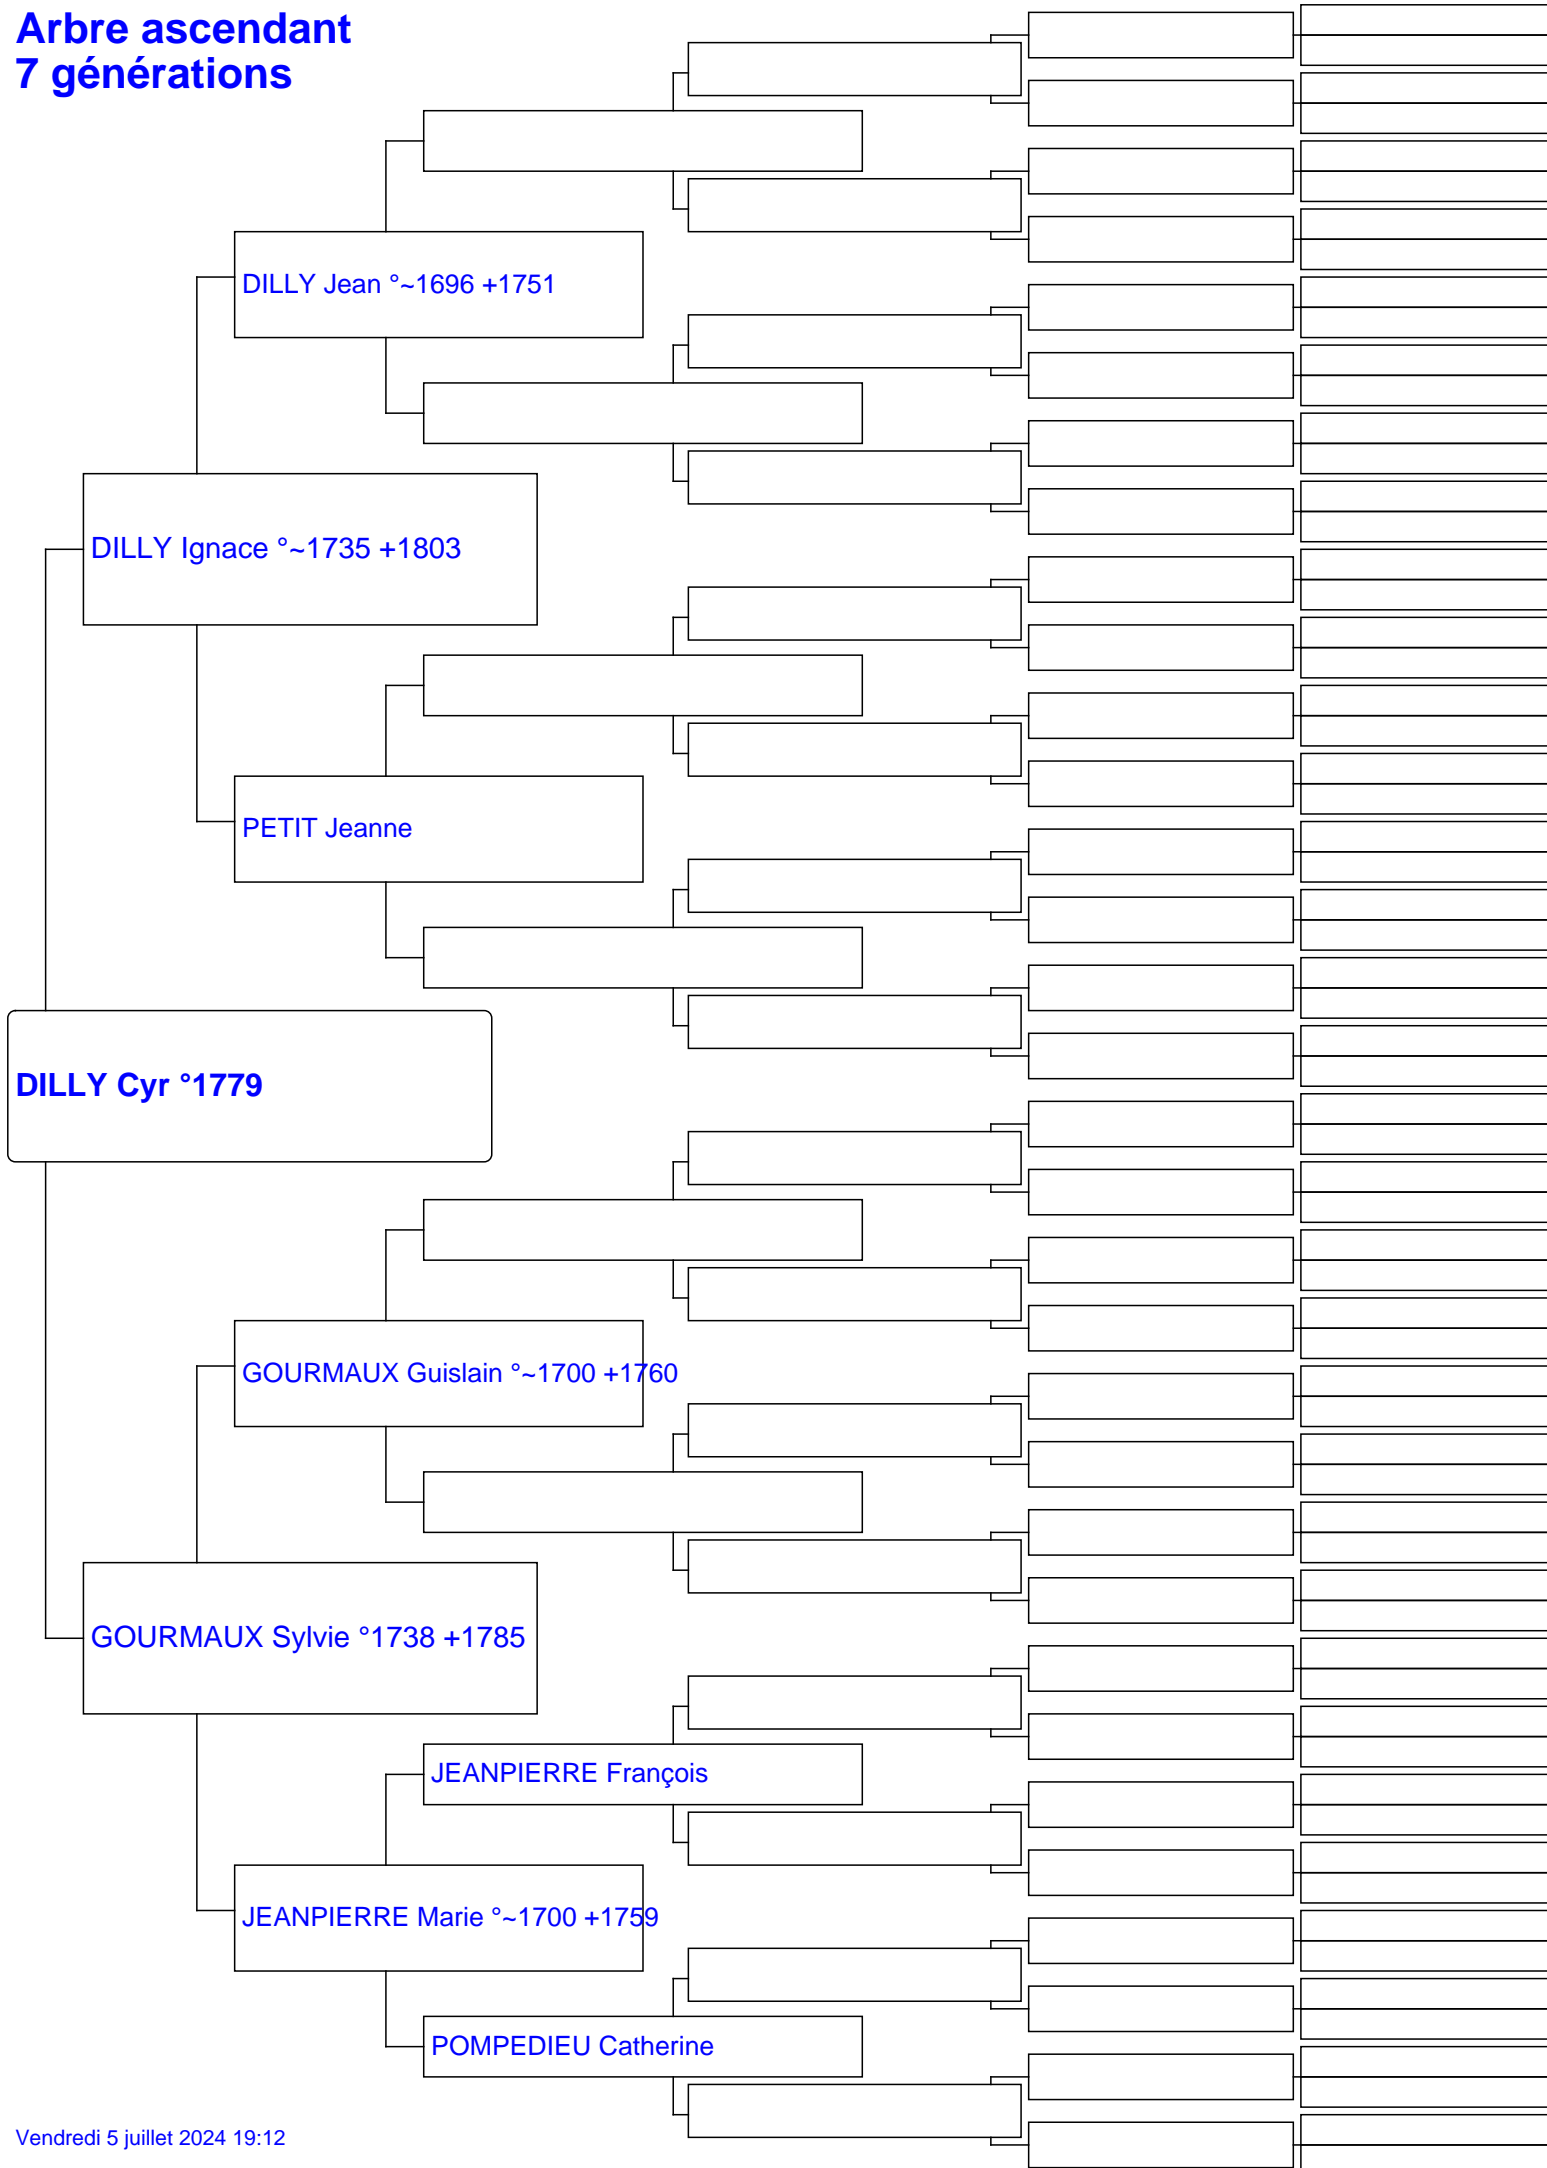 Arbre ascendant
7 générations
DILLY Jean °~1696 +1751
DILLY Ignace °~1735 +1803
PETIT Jeanne
DILLY Cyr °1779
GOURMAUX Guislain °~1700 +1760
GOURMAUX Sylvie °1738 +1785
JEANPIERRE François
JEANPIERRE Marie °~1700 +1759
POMPEDIEU Catherine
Vendredi 5 juillet 2024 19:12